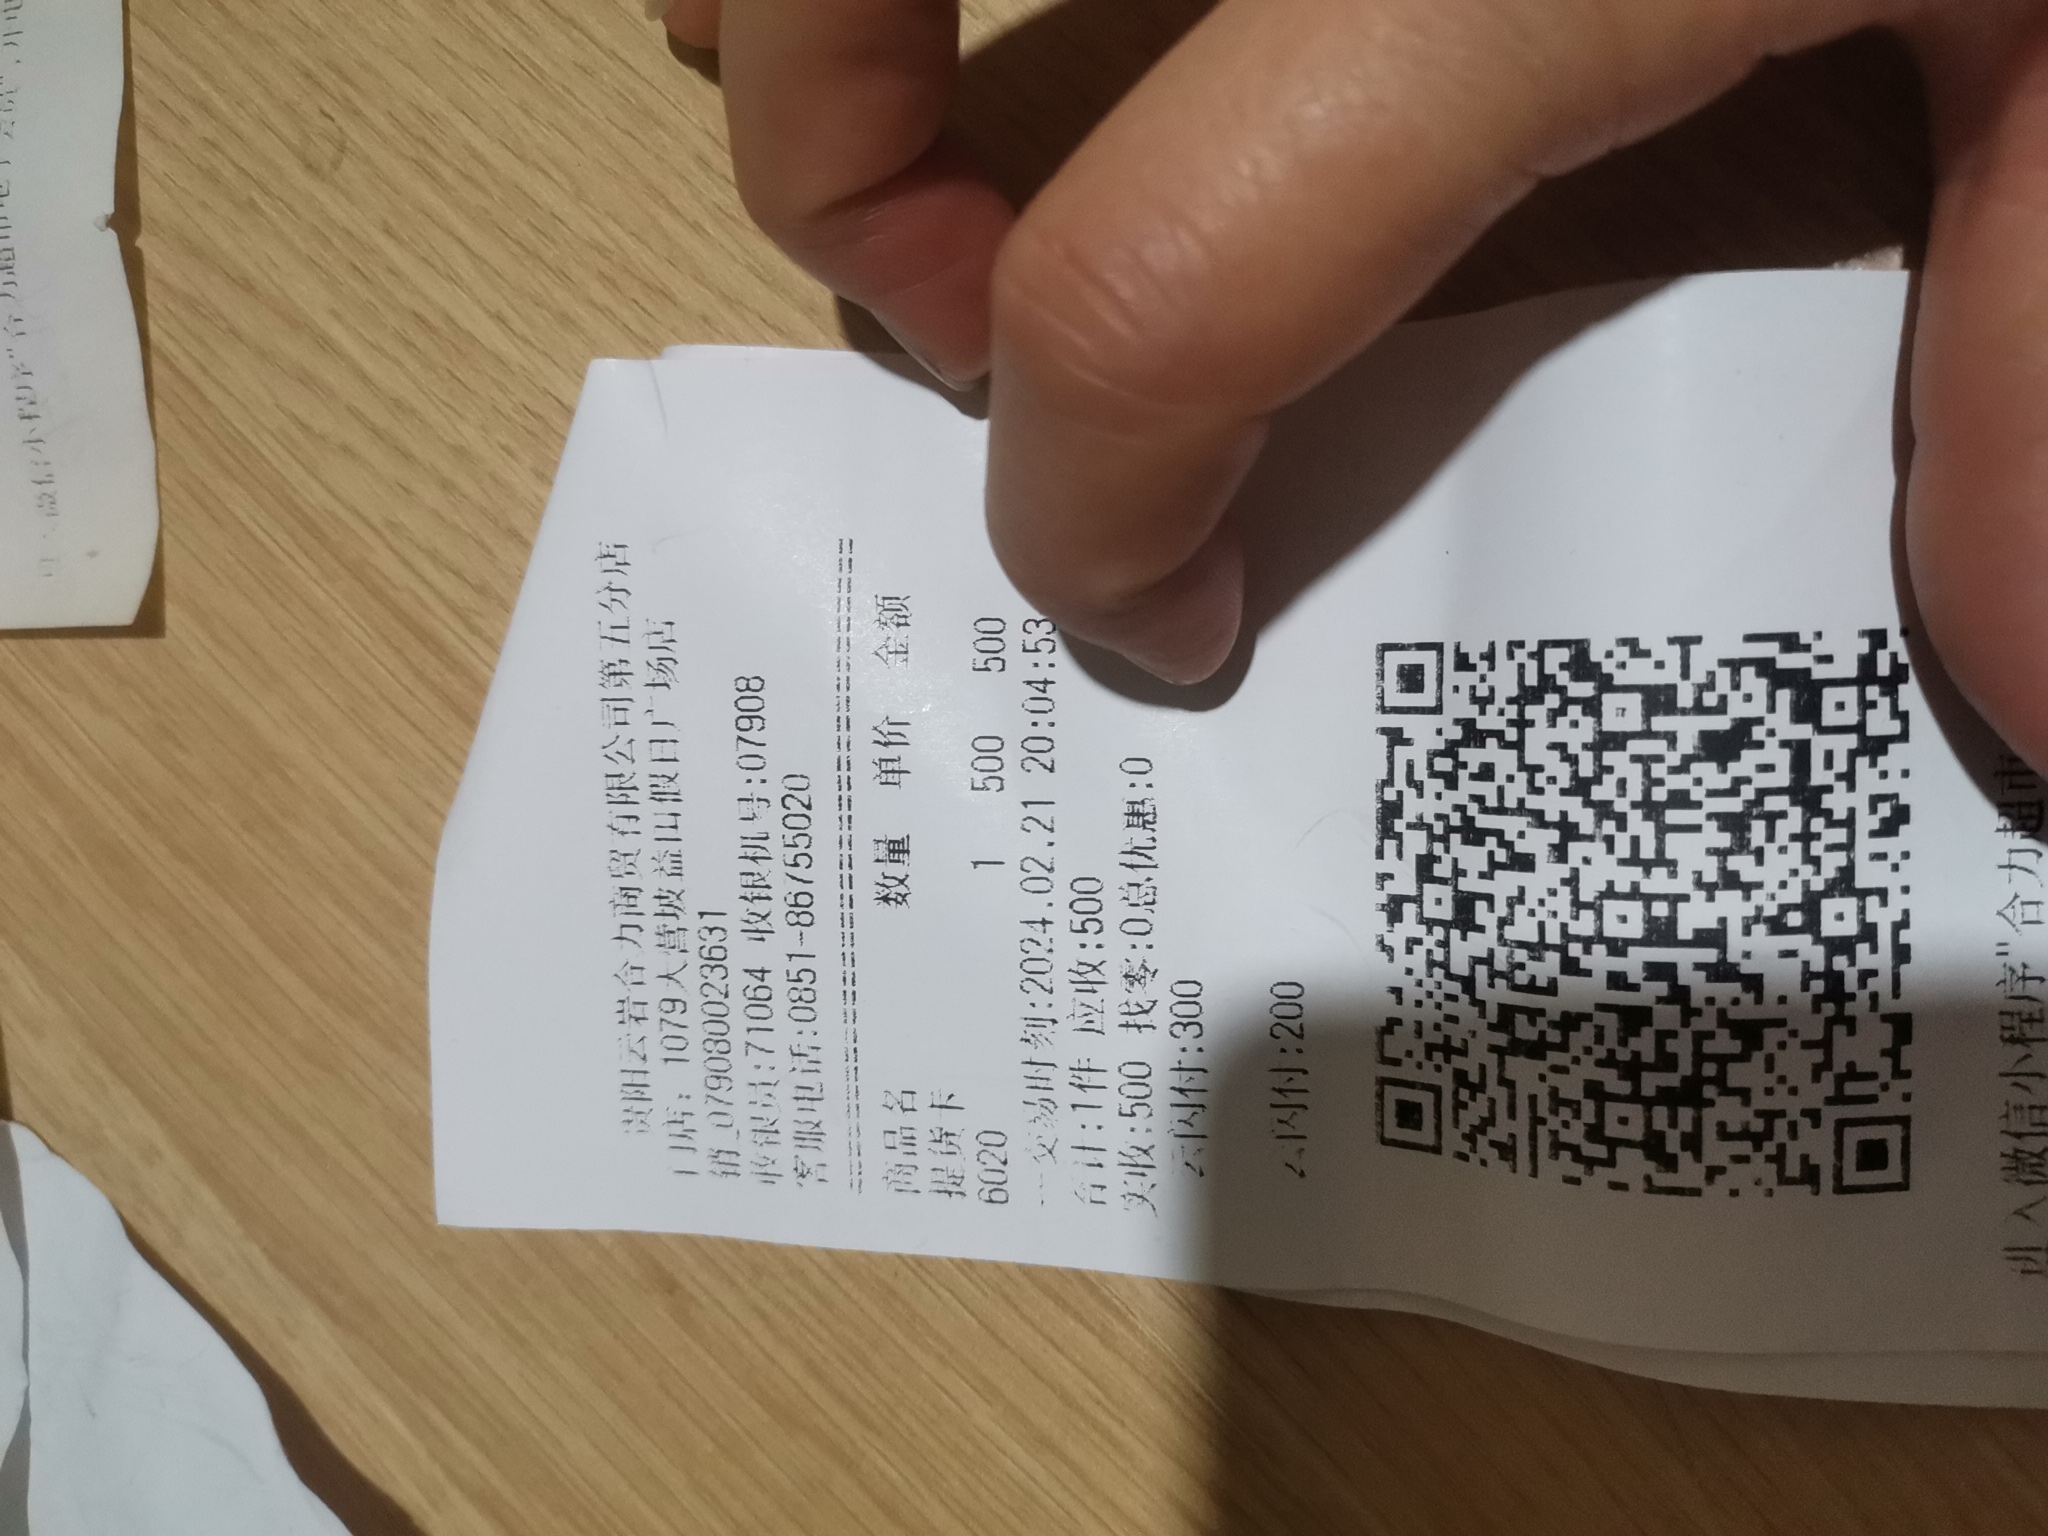 贵阳云岩合力商贸有限公司第五分店
门店: 1079大营坡益田假日广场店
销_079080023631
收银员:71064 收银机号:07908
客服电话:0851-86755020
商品名 数量 单价 金额
提货卡
6020 1 500 500
交易时刻:2024.02.21 20:04:53
合计:1件 应收:500
实收:500 找零:0总优惠:0
云闪付:300
云闪付:200
进入微信小程序"合力超市